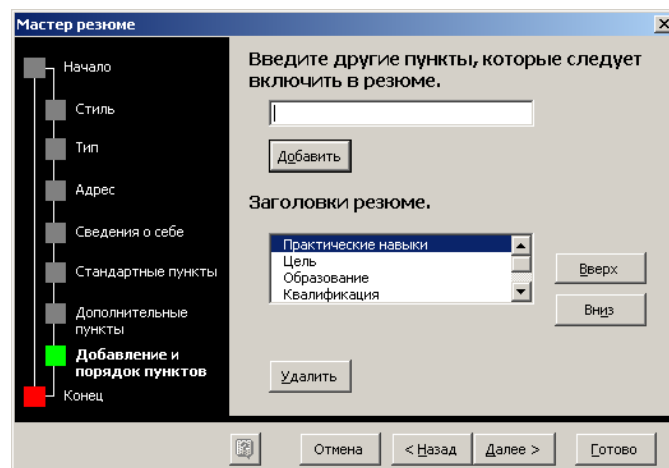 Мастер резюме
Начало
Стиль
Тип
Адрес
Сведения о себе
Стандартные пункты
Дополнительные
пункты
Добавление и
порядок пунктов
Конец
Введите другие пункты, которые следует
включить в резюме.
Добавить
Заголовки резюме.
Практические навыки
Цель
Образование
Квалификация
Вверх
Вниз
Удалить
Отмена
< Назад
Далее >
Готово